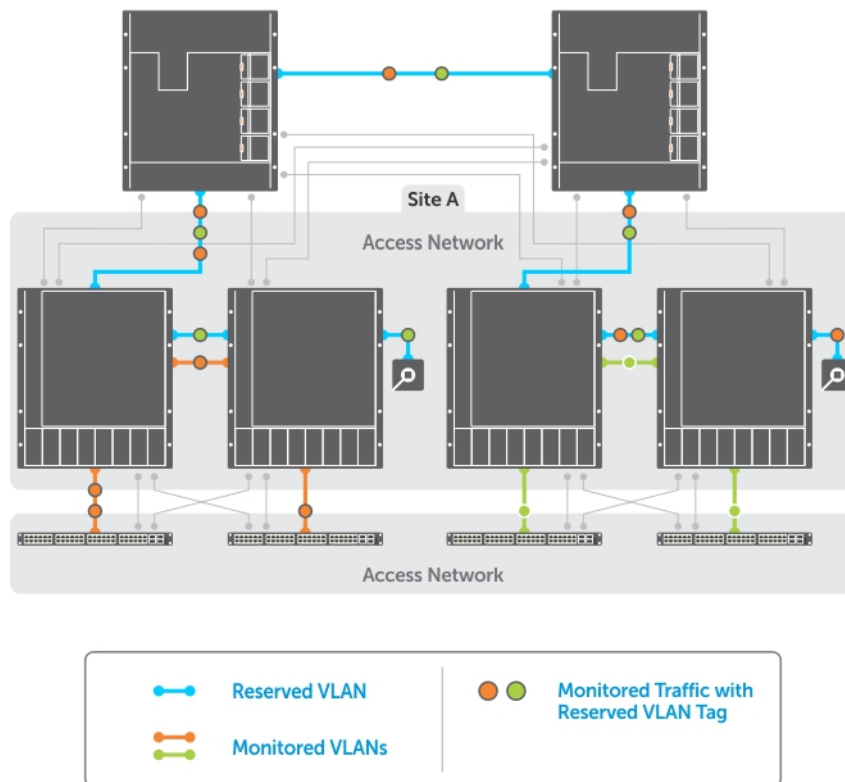 Site A
Access Network
Access Network
Reserved VLAN
Monitored VLANs
Monitored Traffic with
Reserved VLAN Tag